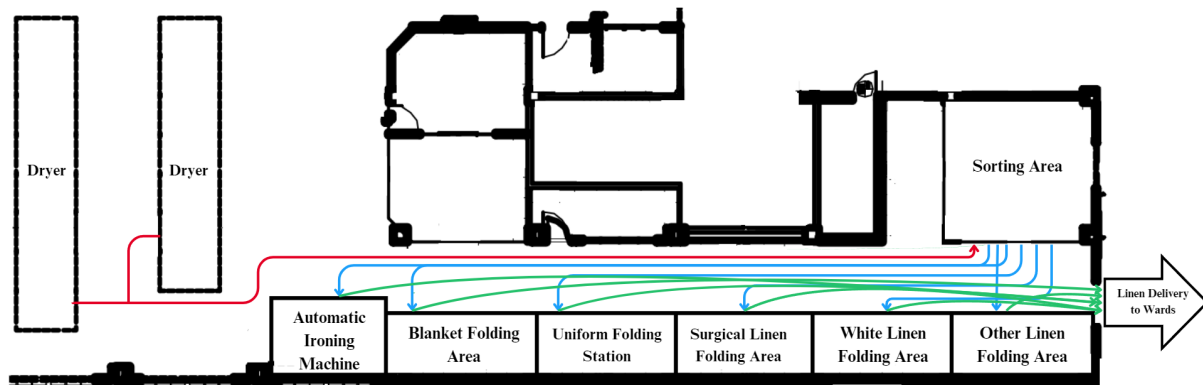 Dryer
Dryer
Sorting Area
Linen Delivery
to Wards
Automatic
Ironing
Machine
Blanket Folding
Area
Uniform Folding
Station
Surgical Linen
Folding Area
White Linen
Folding Area
Other Linen
Folding Area